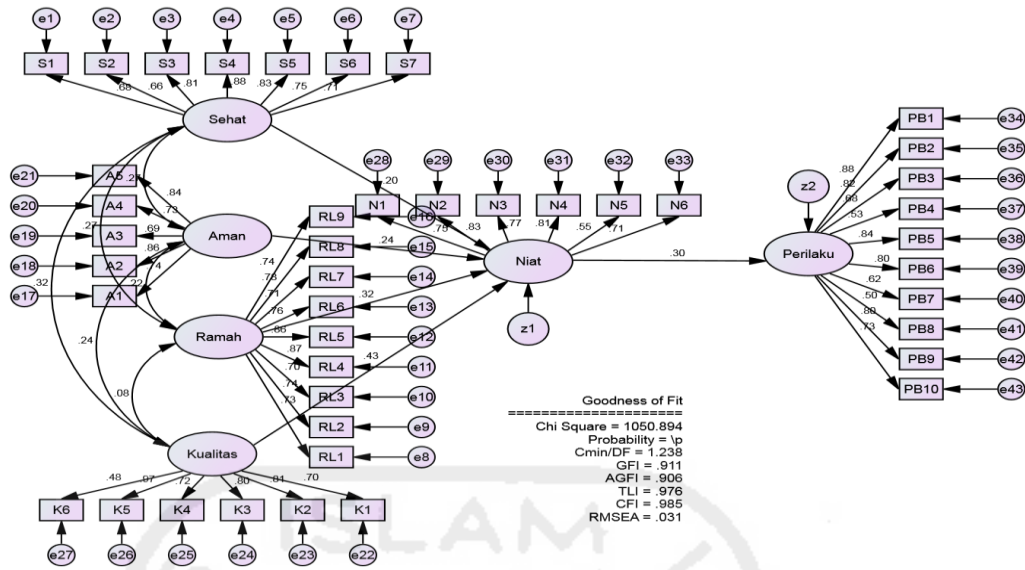 e1 e2 e3 e4 e5 e6 e7
S1 S2 S3 S4 S5 S6 S7
.68 .66 .81 .88 .83 .75 .71
Sehat
e21 A5
e20 A4
e19 A3
e18 A2
e17 A1
.84
.73
.69
.86
.74
Aman
.27
.32
.24
.22
.08
Ramah
.74
.78
.71
.76
.86
.87
.70
.74
.73
RL9 e16
RL8 e15
RL7 e14
RL6 e13
RL5 e12
RL4 e11
RL3 e10
RL2 e9
RL1 e8
Kualitas
.48 .97 .72 .80 .81 .70
K6 K5 K4 K3 K2 K1
e27 e26 e25 e24 e23 e22
.20
.24
.32
.43
e28 e29 e30 e31 e32 e33
N1 N2 N3 N4 N5 N6
.83 .77 .81 .55 .71
Niat
z1
.30
z2
Perilaku
.88
.82
.68
.53
.84
.80
.62
.50
.80
.73
PB1 e34
PB2 e35
PB3 e36
PB4 e37
PB5 e38
PB6 e39
PB7 e40
PB8 e41
PB9 e42
PB10 e43
Goodness of Fit
=====================
Chi Square = 1050.894
Probability = \p
Cmin/DF = 1.238
GFI = .911
AGFI = .906
TLI = .976
CFI = .985
RMSEA = .031
ISLAM